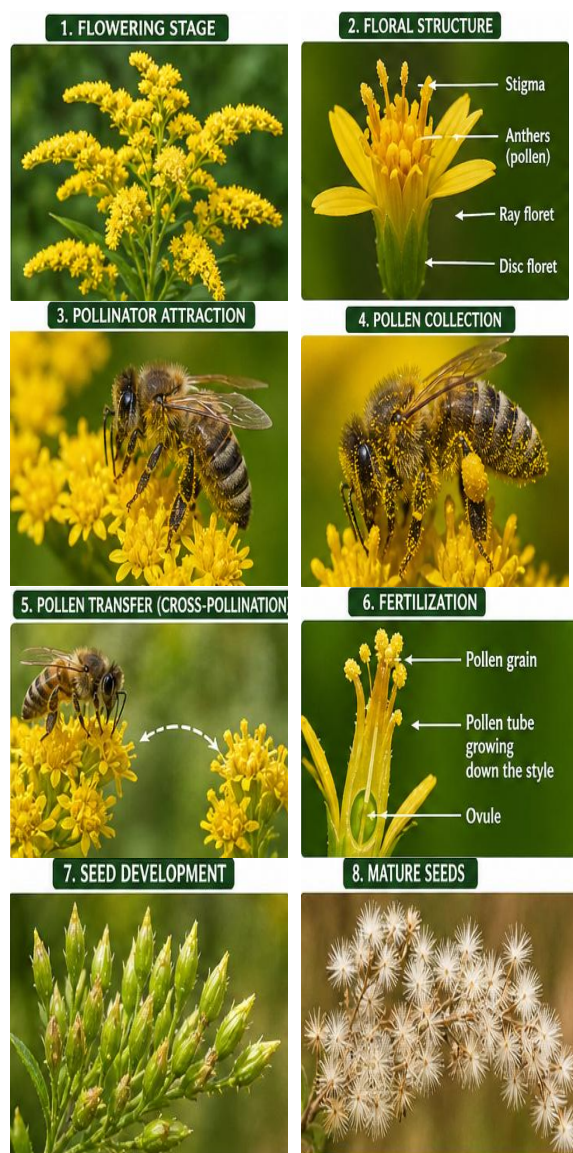 1. FLOWERING STAGE
2. FLORAL STRUCTURE
Stigma
Anthers
(pollen)
Ray floret
Disc floret
3. POLLINATOR ATTRACTION
4. POLLEN COLLECTION
5. POLLEN TRANSFER (CROSS-POLLINATION)
6. FERTILIZATION
Pollen grain
Pollen tube
growing
down the style
Ovule
7. SEED DEVELOPMENT
8. MATURE SEEDS